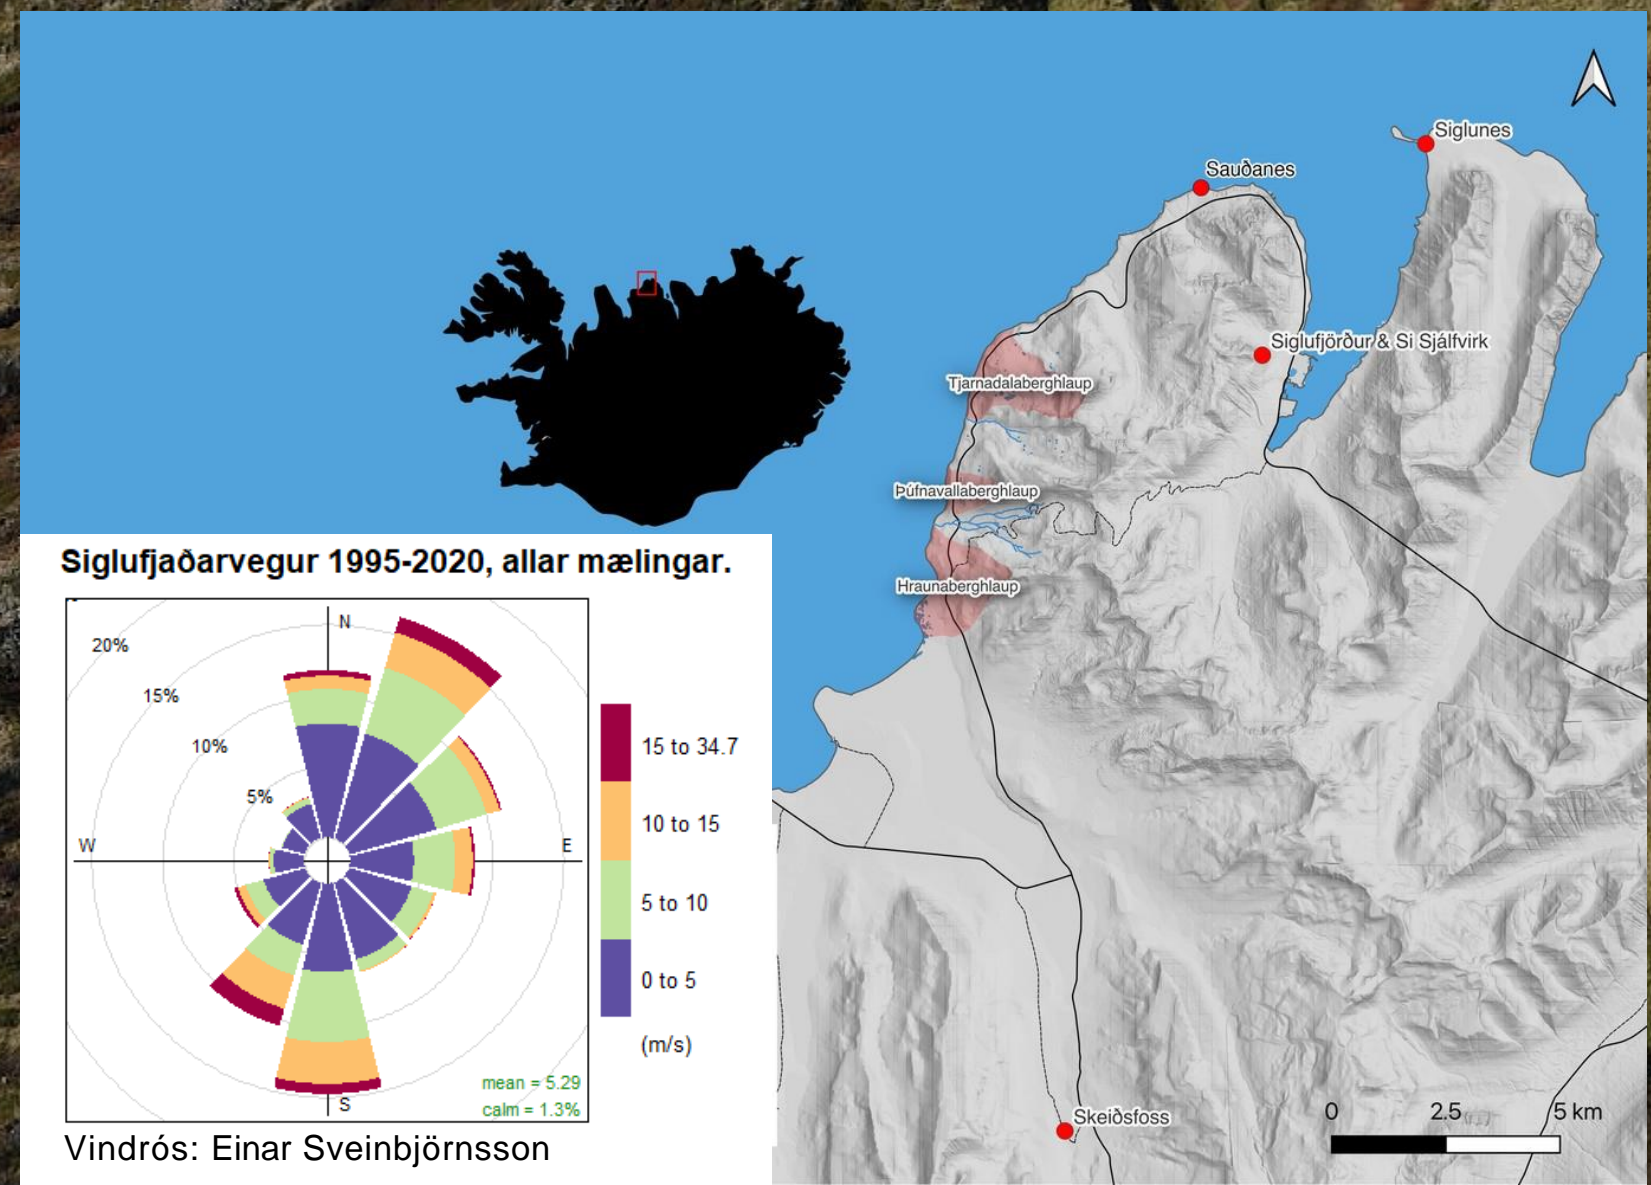 Siglunes
Sauðanes
Siglufjörður & Si Sjálfvirk
Tjarnadalaberghlaup
Þúfnavallaberghlaup
Hraunaberghlaup
Skeiðsfoss
0 2.5 5 km
Siglufjaðarvegur 1995-2020, allar mælingar.
N
20%
15%
10%
5%
W
E
S
mean = 5.29
calm = 1.3%
15 to 34.7
10 to 15
5 to 10
0 to 5
(m/s)
Vindrós: Einar Sveinbjörnsson